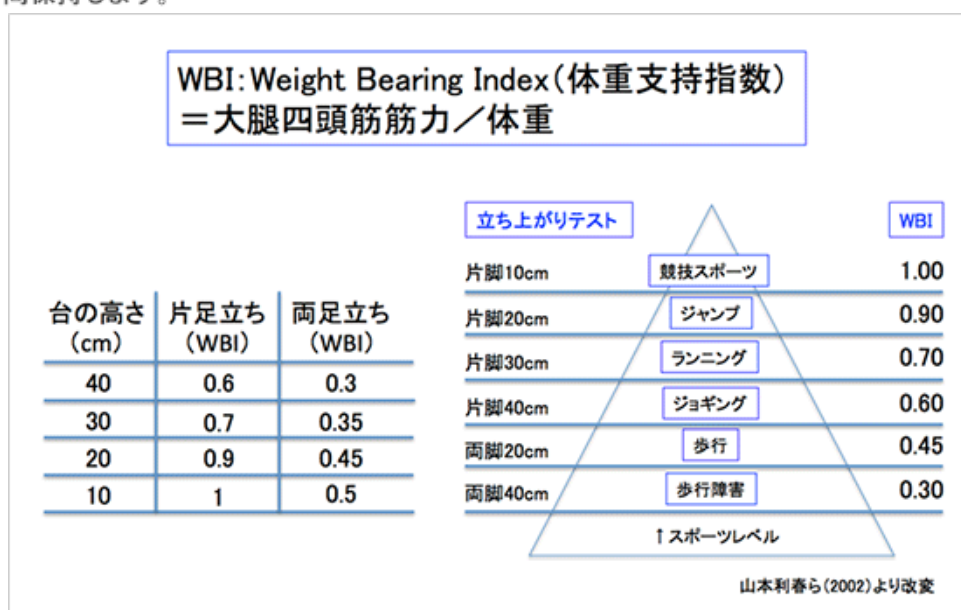 WBI:Weight Bearing Index(体重支持指数)
＝大腿四頭筋筋力／体重
台の高さ(cm) 片足立ち(WBI) 両足立ち(WBI)
40 0.6 0.3
30 0.7 0.35
20 0.9 0.45
10 1 0.5
立ち上がりテスト WBI
片脚10cm 競技スポーツ 1.00
片脚20cm ジャンプ 0.90
片脚30cm ランニング 0.70
片脚40cm ジョギング 0.60
両脚20cm 歩行 0.45
両脚40cm 歩行障害 0.30
↑スポーツレベル
山本利春ら(2002)より改変